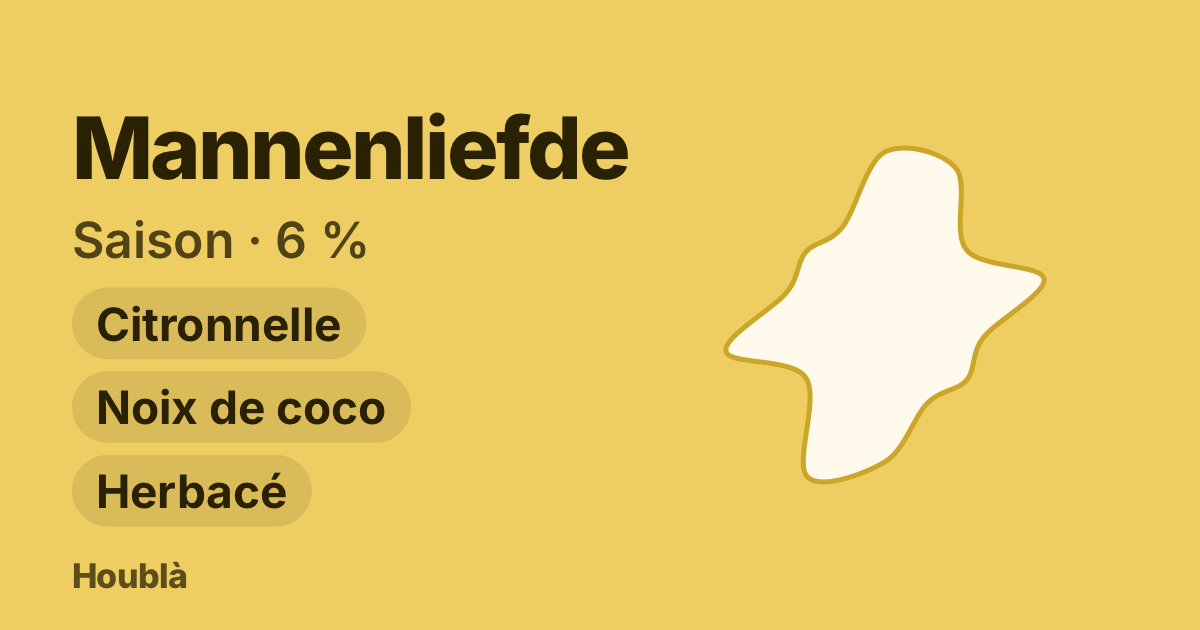 Mannenliefde
Saison · 6 %
Citronnelle
Noix de coco
Herbacé
Houblà